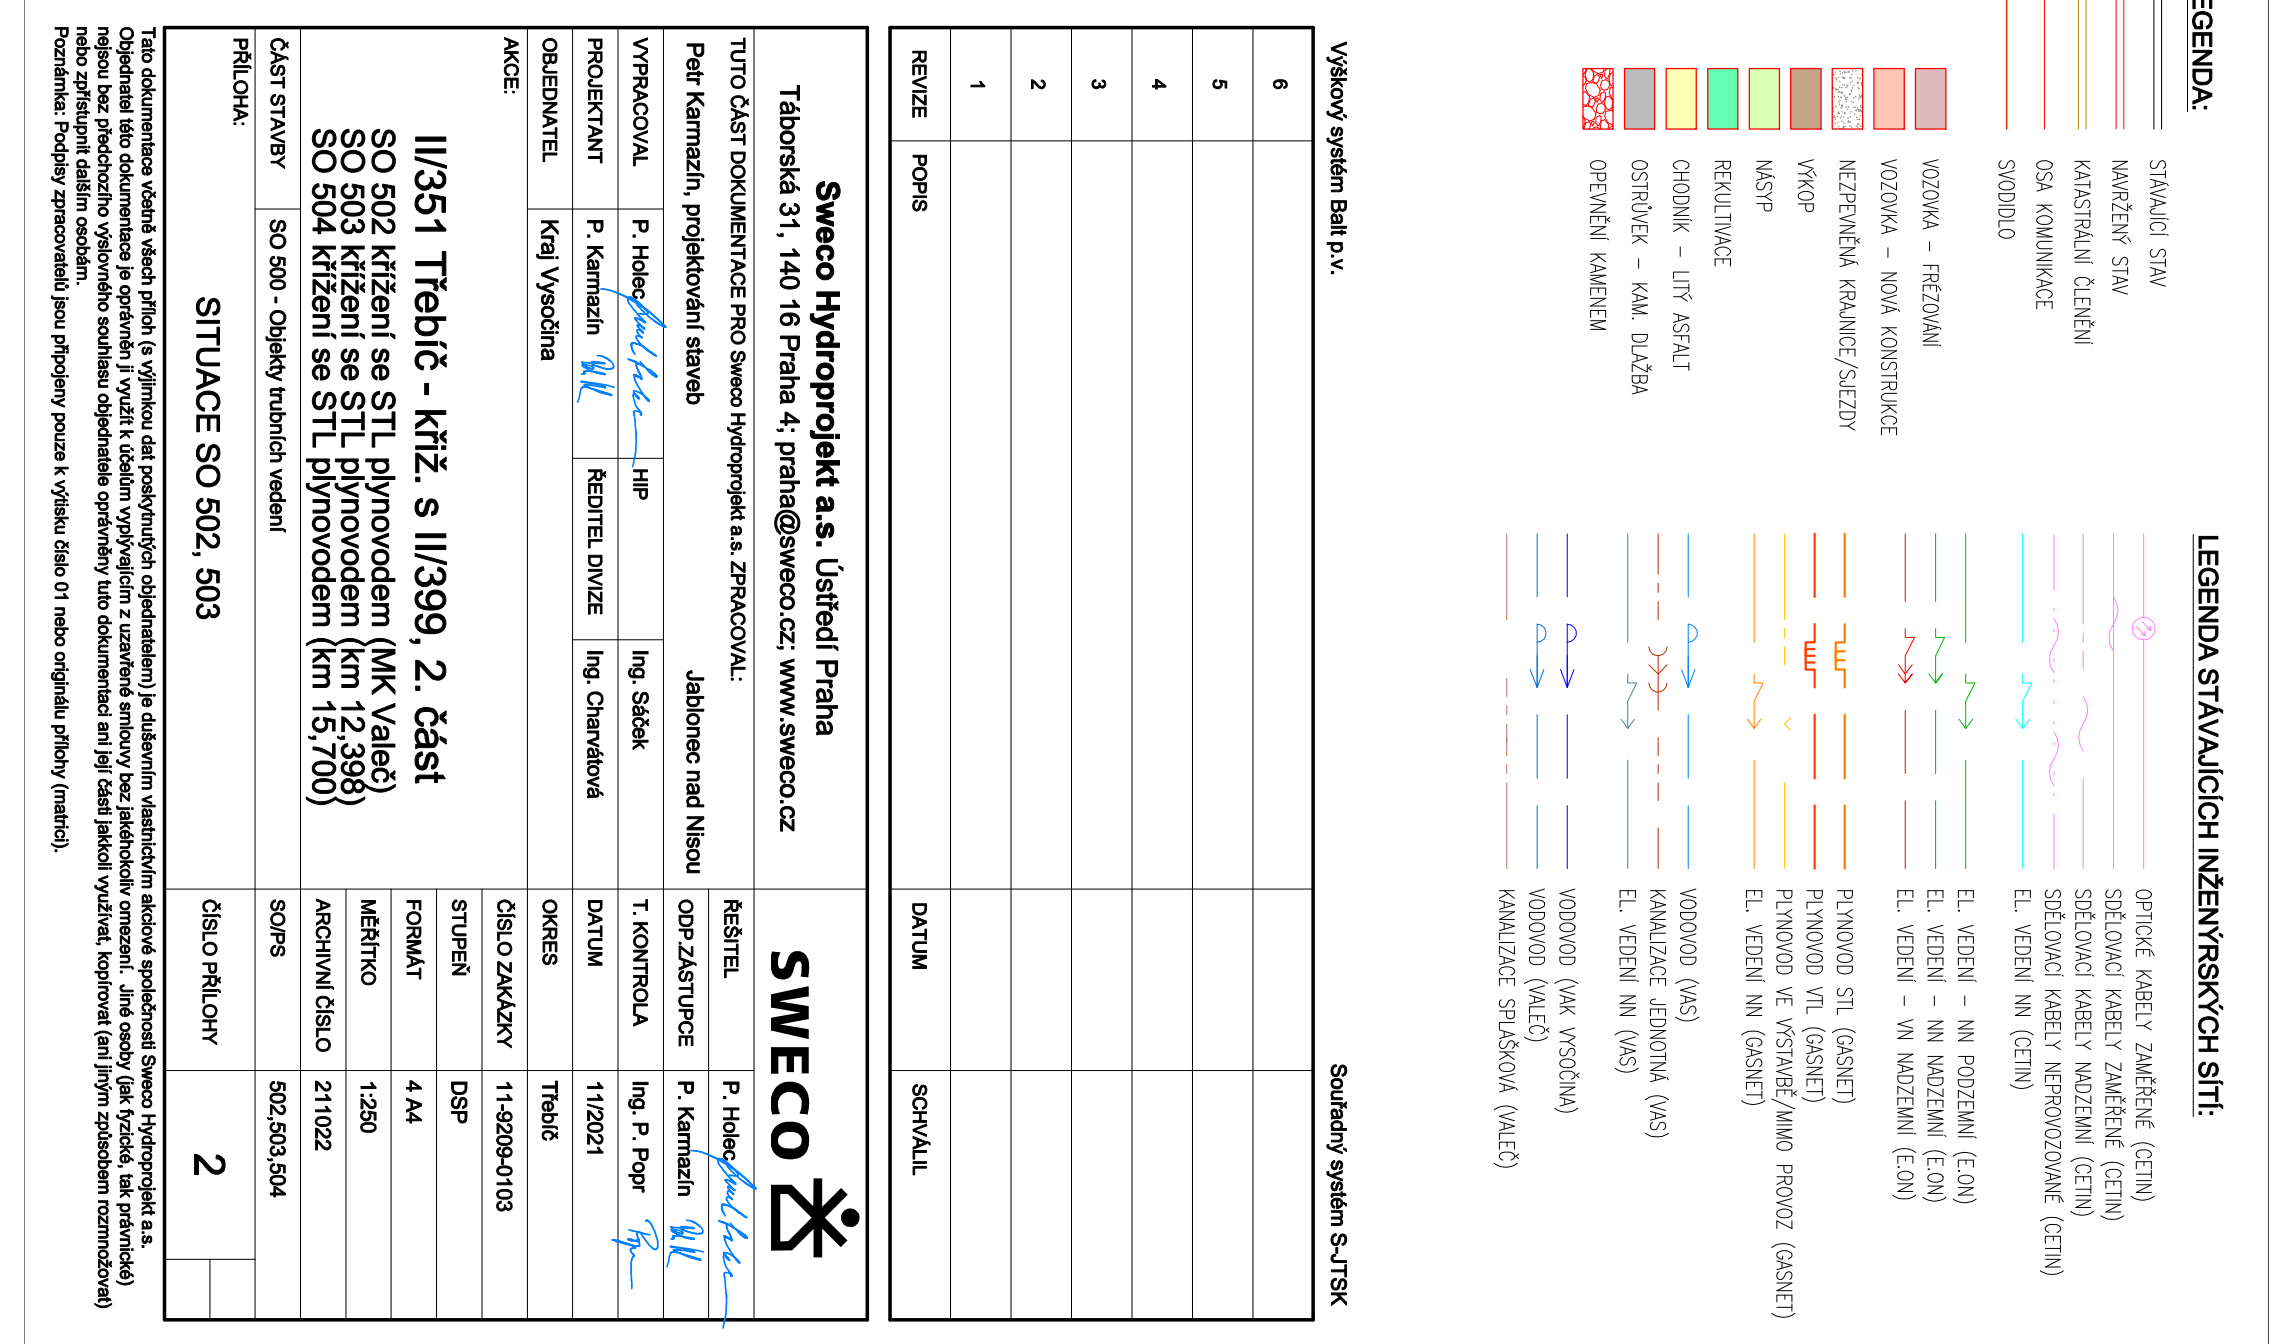 EGENDA:
STÁVAJÍCÍ STAV
NAVRŽENÝ STAV
KATASTRÁLNÍ ČLENĚNÍ
OSA KOMUNIKACE
SVODIDLO
VOZOVKA – FRÉZOVÁNÍ
VOZOVKA – NOVÁ KONSTRUKCE
NEZPEVNĚNÁ KRAJNICE/SJEZDY
VÝKOP
NÁSYP
REKULTIVACE
CHODNÍK – LITÝ ASFALT
OSTRŮVEK – KAM. DLAŽBA
OPEVNĚNÍ KAMENEM
LEGENDA STÁVAJÍCÍCH INŽENÝRSKÝCH SÍTÍ:
OPTICKÉ KABELY ZAMĚŘENÉ (CETIN)
SDĚLOVACÍ KABELY ZAMĚŘENÉ (CETIN)
SDĚLOVACÍ KABELY NADZEMNÍ (CETIN)
SDĚLOVACÍ KABELY NEPROVOZOVANÉ (CETIN)
EL. VEDENÍ NN (CETIN)
EL. VEDENÍ – NN PODZEMNÍ (E.ON)
EL. VEDENÍ – NN NADZEMNÍ (E.ON)
EL. VEDENÍ – VN NADZEMNÍ (E.ON)
PLYNOVOD STL (GASNET)
PLYNOVOD VTL (GASNET)
PLYNOVOD VE VÝSTAVBĚ/MIMO PROVOZ (GASNET)
EL. VEDENÍ NN (GASNET)
VODOVOD (VAS)
KANALIZACE JEDNOTNÁ (VAS)
EL. VEDENÍ NN (VAS)
VODOVOD (VAK VYSOČINA)
VODOVOD (VALEČ)
KANALIZACE SPLAŠKOVÁ (VALEČ)
Výškový systém Balt p.v. Souřadný systém S-JTSK
6
5
4
3
2
1
REVIZE POPIS DATUM SCHVÁLIL
Sweco Hydroprojekt a.s. Ústředí Praha
Táborská 31, 140 16 Praha 4; praha@sweco.cz; www.sweco.cz
SWECO
TUTO ČÁST DOKUMENTACE PRO Sweco Hydroprojekt a.s. ZPRACOVAL:
Petr Karmazín, projektování staveb Jablonec nad Nisou
ŘEŠITEL P. Holec
ODP.ZÁSTUPCE P. Karmazín
VYPRACOVAL P. Holec HIP Ing. Sáček T. KONTROLA Ing. P. Popr
PROJEKTANT P. Karmazín ŘEDITEL DIVIZE Ing. Charvátová DATUM 11/2021
OBJEDNATEL Kraj Vysočina OKRES Třebíč
AKCE: ČÍSLO ZAKÁZKY 11-9209-0103
II/351 Třebíč - křiž. s II/399, 2. část
SO 502 křížení se STL plynovodem (MK Valeč)
SO 503 křížení se STL plynovodem (km 12,398)
SO 504 křížení se STL plynovodem (km 15,700)
STUPEŇ DSP
FORMÁT 4 A4
MĚŘÍTKO 1:250
ARCHIVNÍ ČÍSLO 211022
ČÁST STAVBY SO 500 - Objekty trubních vedení SO/PS 502,503,504
PŘÍLOHA: ČÍSLO PŘÍLOHY
SITUACE SO 502, 503 2
Tato dokumentace včetně všech příloh (s výjimkou dat poskytnutých objednatelem) je duševním vlastnictvím akciové společnosti Sweco Hydroprojekt a.s.
Objednatel této dokumentace je oprávněn ji využít k účelům vyplývajícím z uzavřené smlouvy bez jakéhokoliv omezení. Jiné osoby (jak fyzické, tak právnické)
nejsou bez předchozího výslovného souhlasu objednatele oprávněny tuto dokumentaci ani její části jakkoli využívat, kopírovat (ani jiným způsobem rozmnožovat)
nebo zpřístupnit dalším osobám.
Poznámka: Podpisy zpracovatelů jsou připojeny pouze k výtisku číslo 01 nebo originálu přílohy (matrici).